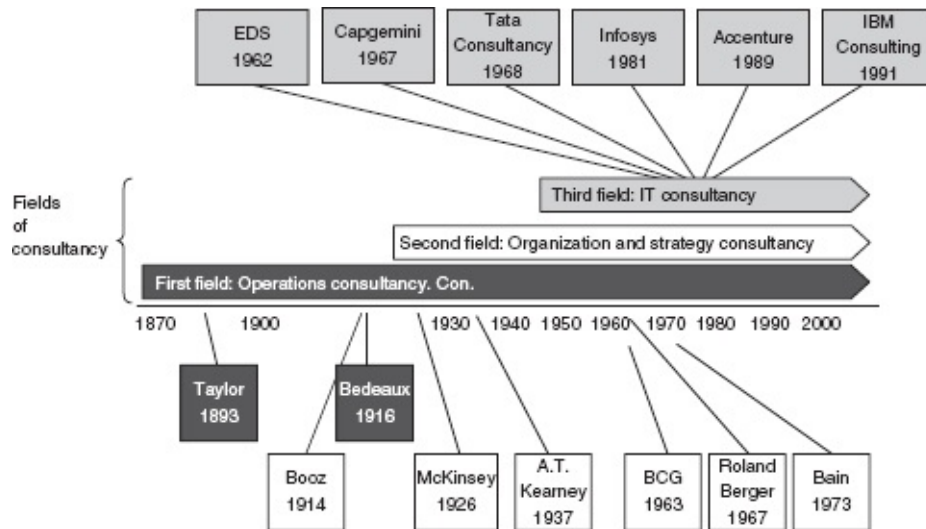 EDS
1962
Capgemini
1967
Tata
Consultancy
1968
Infosys
1981
Accenture
1989
IBM
Consulting
1991
Fields
of
consultancy
Third field: IT consultancy
Second field: Organization and strategy consultancy
First field: Operations consultancy. Con.
1870 1900 1930 1940 1950 1960 1970 1980 1990 2000
Taylor
1893
Bedeaux
1916
Booz
1914
McKinsey
1926
A.T.
Kearney
1937
BCG
1963
Roland
Berger
1967
Bain
1973